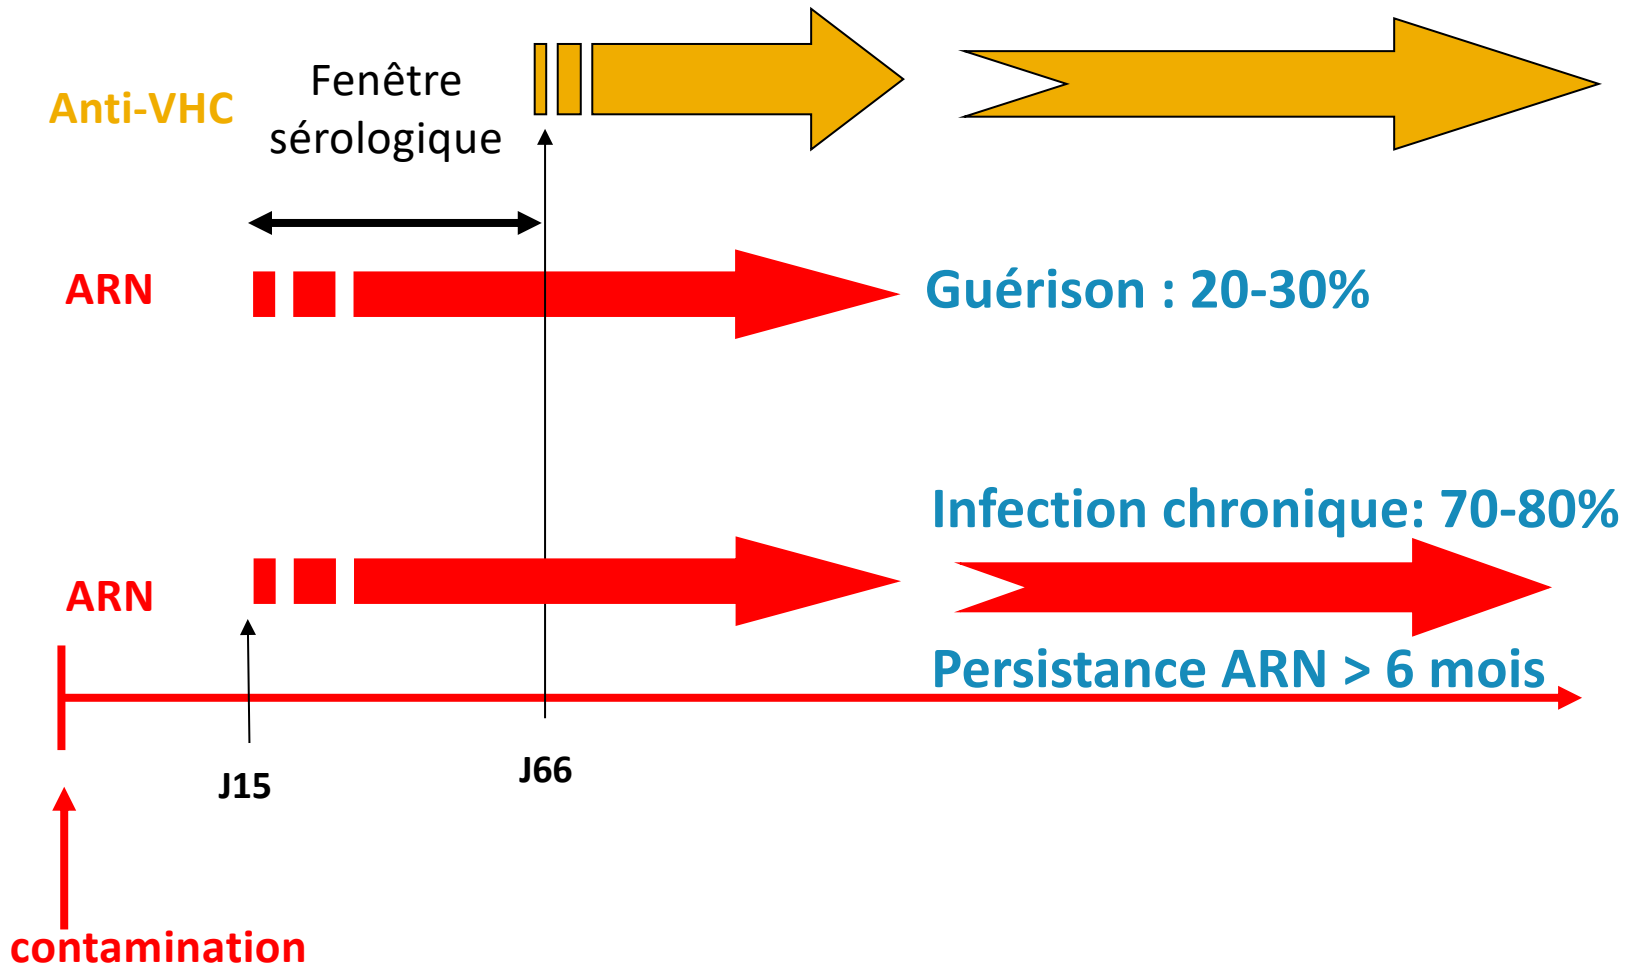 Fenêtre
sérologique
Anti-VHC
ARN
Guérison : 20-30%
Infection chronique: 70-80%
ARN
Persistance ARN > 6 mois
J15
J66
contamination